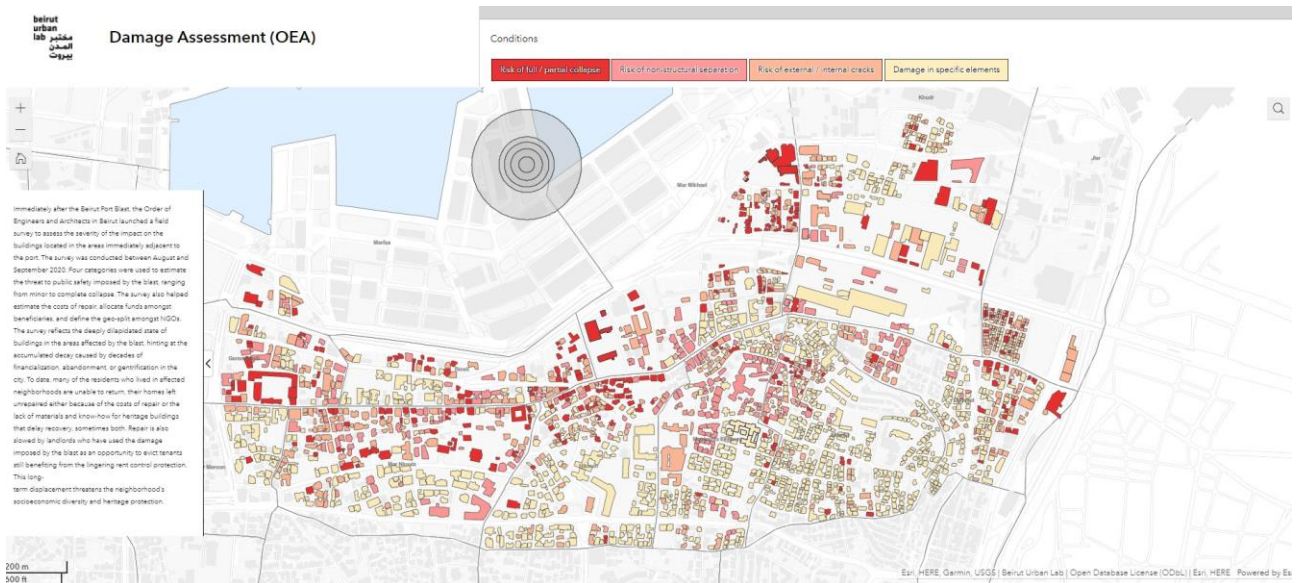 beirut
urban
lab مختبر
المدن
بيروت
Damage Assessment (OEA)
Conditions
Risk of full / partial collapse
Risk of non-structural separation
Risk of external / internal cracks
Damage in specific elements
Immediately after the Beirut Port Blast, the Order of
Engineers and Architects in Beirut launched a field
survey to assess the severity of the impact on the
buildings located in the areas immediately adjacent to
the port. The survey was conducted between August and
September 2020. Four categories were used to estimate
the threat to public safety imposed by the blast, ranging
from minor to complete collapse. The survey also helped
estimate the costs of repair, allocate funds amongst
beneficiaries, and define the geo-split amongst NGOs.
The survey reflects the deeply dilapidated state of
buildings in the areas affected by the blast, hinting at the
accumulated decay caused by decades of
financialization, abandonment, or gentrification in the
city. To date, many of the residents who lived in affected
neighborhoods are unable to return, their homes left
unrepaired either because of the costs of repair or the
lack of materials and know-how for heritage buildings
that delay recovery, sometimes both. Repair is also
slowed by landlords who have used the damage
imposed by the blast as an opportunity to evict tenants
still benefiting from the lingering rent control protection.
This long-
term displacement threatens the neighborhood's
socioeconomic diversity and heritage protection.
Khodr
Jisr
Mar Mikhael
Marfaa
Mar Nkoula
200 m
600 ft
Esri, HERE, Garmin, USGS | Beirut Urban Lab | Open Database License (ODbL) | Esri, HERE Powered by Es